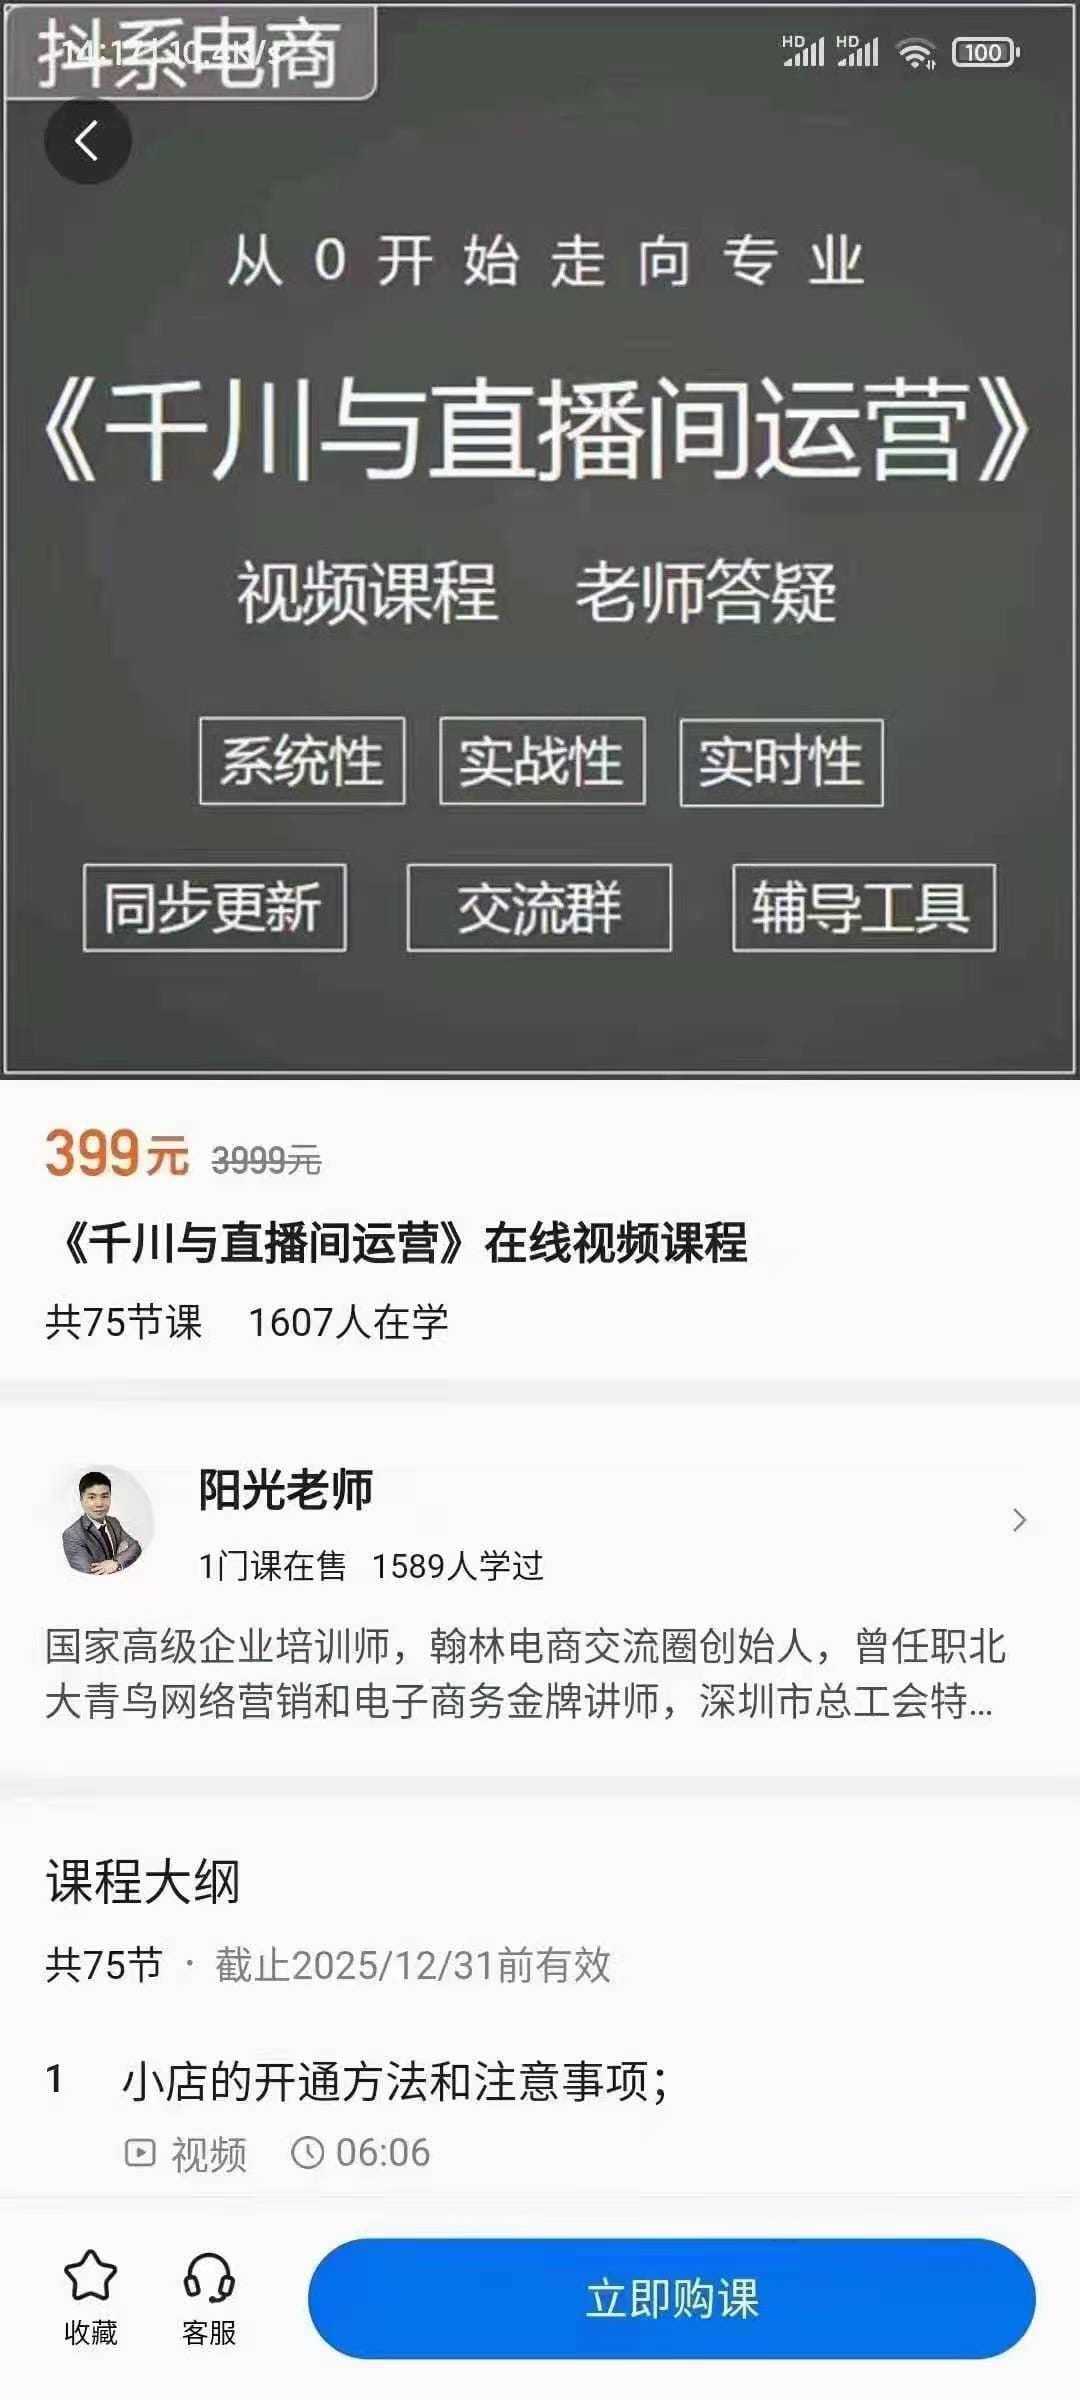 抖系电商
HD HD 100
从0开始走向专业
《千川与直播间运营》
视频课程 老师答疑
系统性 实战性 实时性
同步更新 交流群 辅导工具
399元 3999元
《千川与直播间运营》在线视频课程
共75节课 1607人在学
阳光老师
1门课在售 1589人学过
国家高级企业培训师，翰林电商交流圈创始人，曾任职北
大青鸟网络营销和电子商务金牌讲师，深圳市总工会特...
课程大纲
共75节 · 截止2025/12/31前有效
1 小店的开通方法和注意事项；
视频 06:06
收藏 客服 立即购课